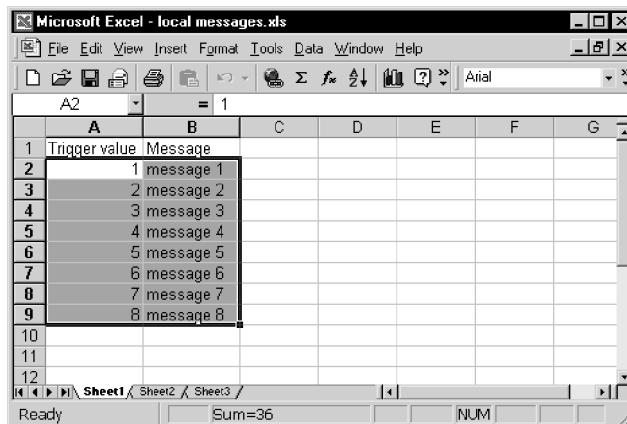 Microsoft Excel - local messages.xls
File Edit View Insert Format Tools Data Window Help
Arial
A2 = 1
A B C D E F G
1 Trigger value Message
2 1 message 1
3 2 message 2
4 3 message 3
5 4 message 4
6 5 message 5
7 6 message 6
8 7 message 7
9 8 message 8
10
11
12
Sheet1 Sheet2 Sheet3
Ready Sum=36 NUM